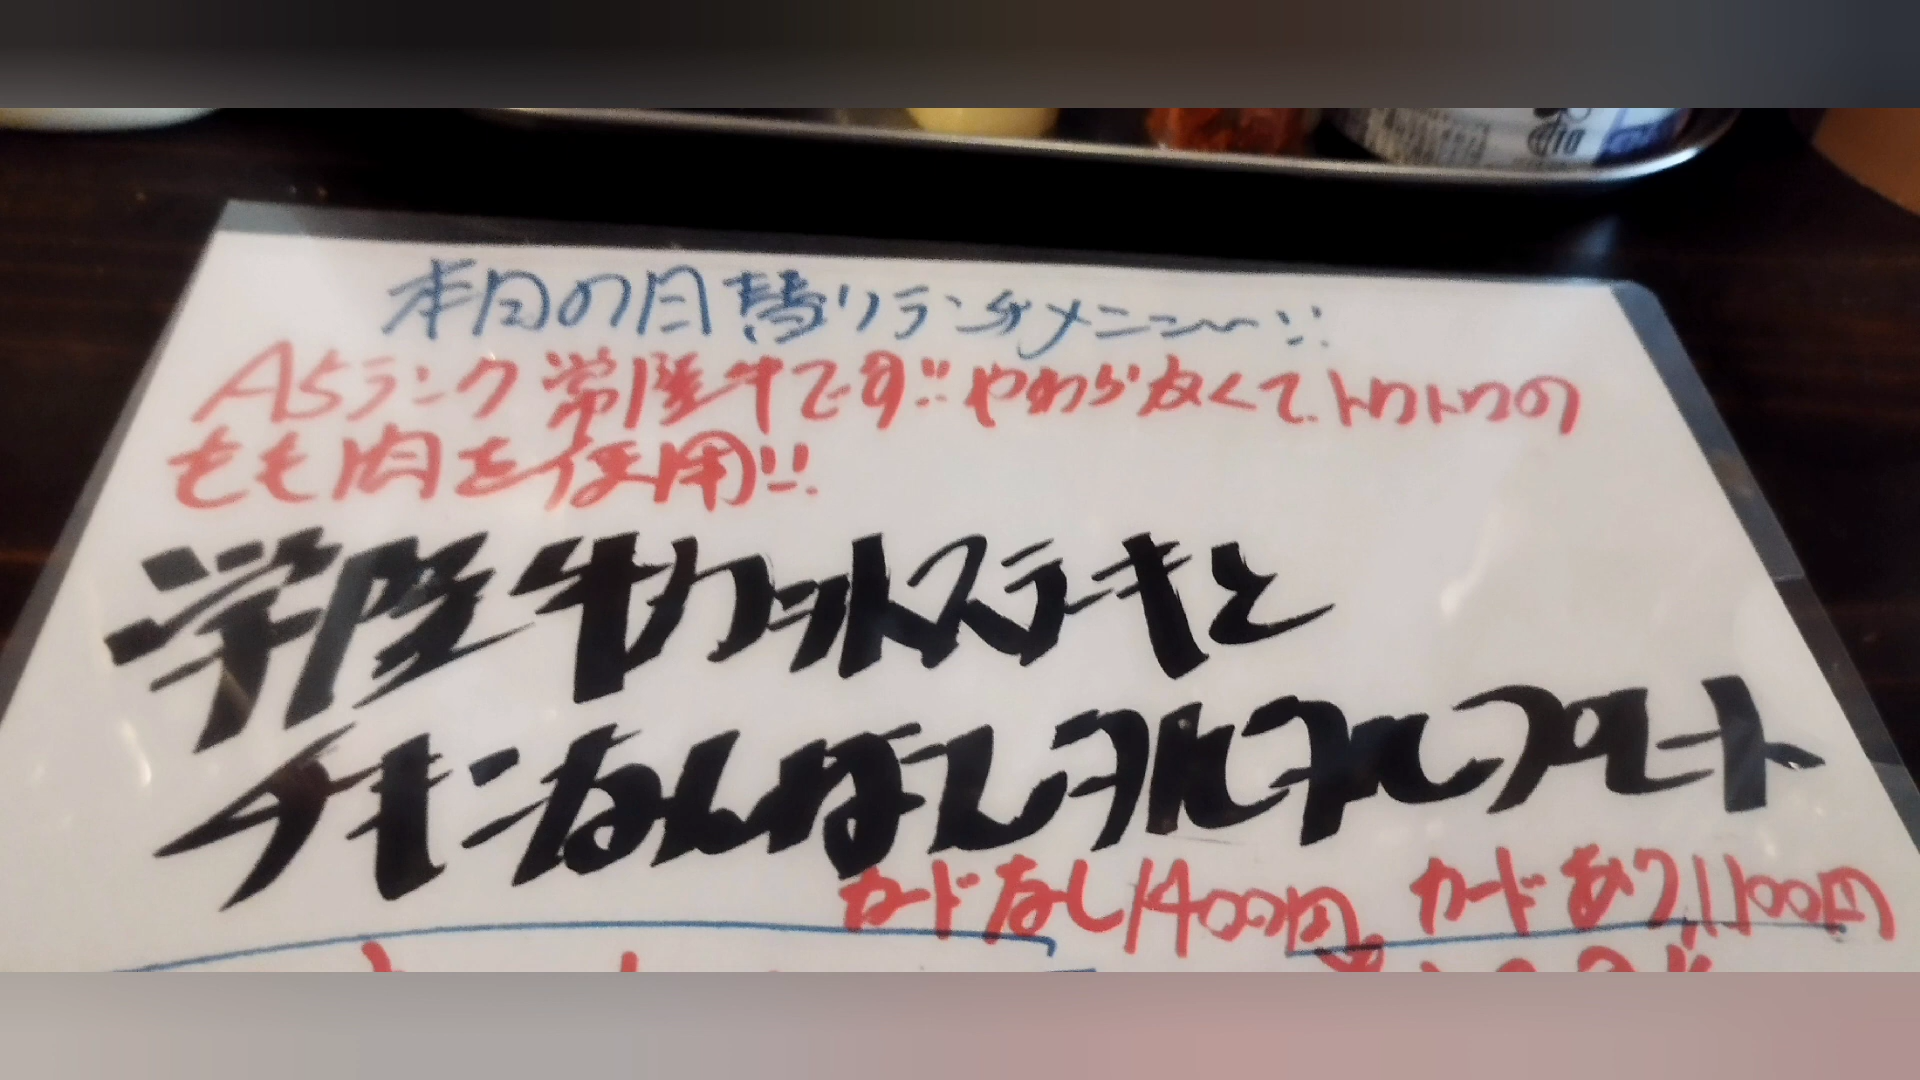 本日の日替りランチメニュー!!
A5ランク常陸牛です!!やわらかくてトロトロの
もも肉を使用!!
常陸牛カットステーキと
チキンなんばんタルタルプレート
カードなし1400円。カードあり1,100円